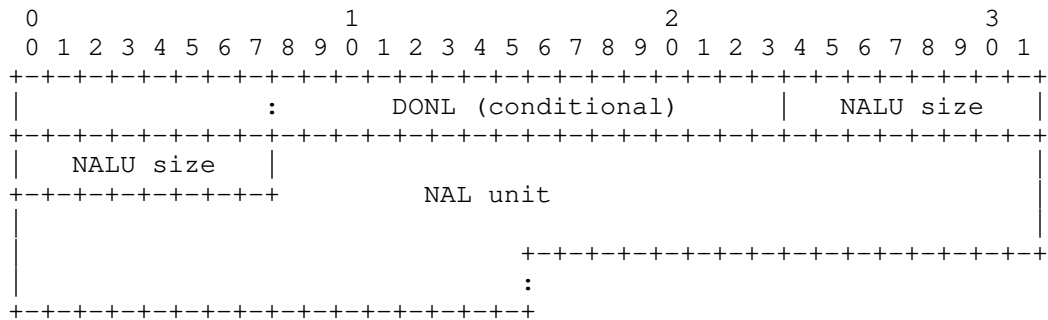 0                   1                   2                   3
 0 1 2 3 4 5 6 7 8 9 0 1 2 3 4 5 6 7 8 9 0 1 2 3 4 5 6 7 8 9 0 1
+-+-+-+-+-+-+-+-+-+-+-+-+-+-+-+-+-+-+-+-+-+-+-+-+-+-+-+-+-+-+-+-+
|               :       DONL (conditional)      |   NALU size   |
+-+-+-+-+-+-+-+-+-+-+-+-+-+-+-+-+-+-+-+-+-+-+-+-+-+-+-+-+-+-+-+-+
|   NALU size   |                                               |
+-+-+-+-+-+-+-+-+         NAL unit                              |
|                                                               |
|                               +-+-+-+-+-+-+-+-+-+-+-+-+-+-+-+-+
|                               :
+-+-+-+-+-+-+-+-+-+-+-+-+-+-+-+-+